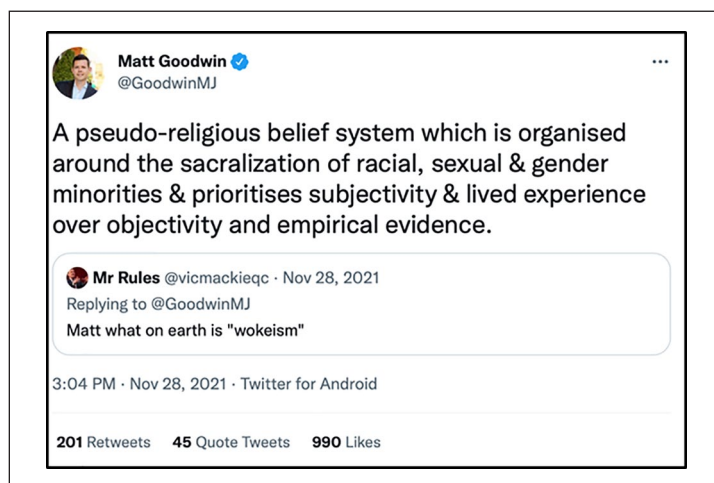 Matt Goodwin
@GoodwinMJ
A pseudo-religious belief system which is organised
around the sacralization of racial, sexual & gender
minorities & prioritises subjectivity & lived experience
over objectivity and empirical evidence.
Mr Rules @vicmackieqc · Nov 28, 2021
Replying to @GoodwinMJ
Matt what on earth is "wokeism"
3:04 PM · Nov 28, 2021 · Twitter for Android
201 Retweets 45 Quote Tweets 990 Likes